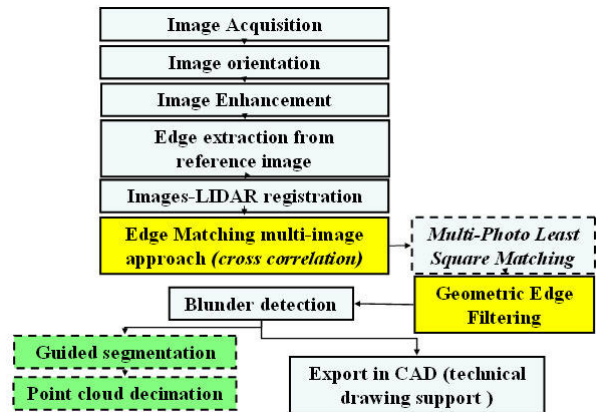 Image Acquisition
Image orientation
Image Enhancement
Edge extraction from
reference image
Images-LIDAR registration
Edge Matching multi-image
approach (cross correlation)
Multi-Photo Least
Square Matching
Geometric Edge
Filtering
Blunder detection
Guided segmentation
Point cloud decimation
Export in CAD (technical
drawing support )